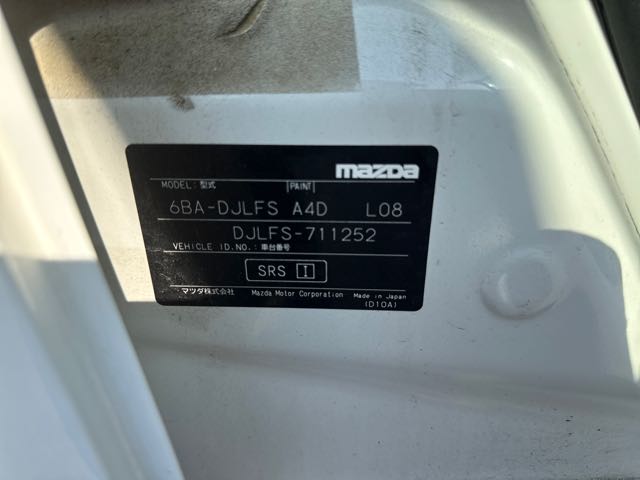 mazda
MODEL:型式 PAINT
6BA-DJLFS A4D L08
DJLFS-711252
VEHICLE ID.NO.:車台番号
SRS I
マツダ株式会社 Mazda Motor Corporation Made in Japan
(D10A)